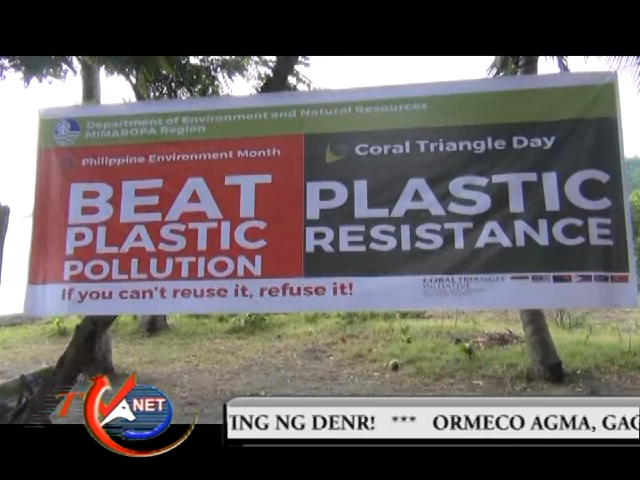 Department of Environment and Natural Resources
MIMAROPA Region
Philippine Environment Month
BEAT
PLASTIC
POLLUTION
Coral Triangle Day
PLASTIC
RESISTANCE
If you can't reuse it, refuse it!
CORAL TRIANGLE
INITIATIVE
TV
NET
ING NG DENR! *** ORMECO AGMA, GAG